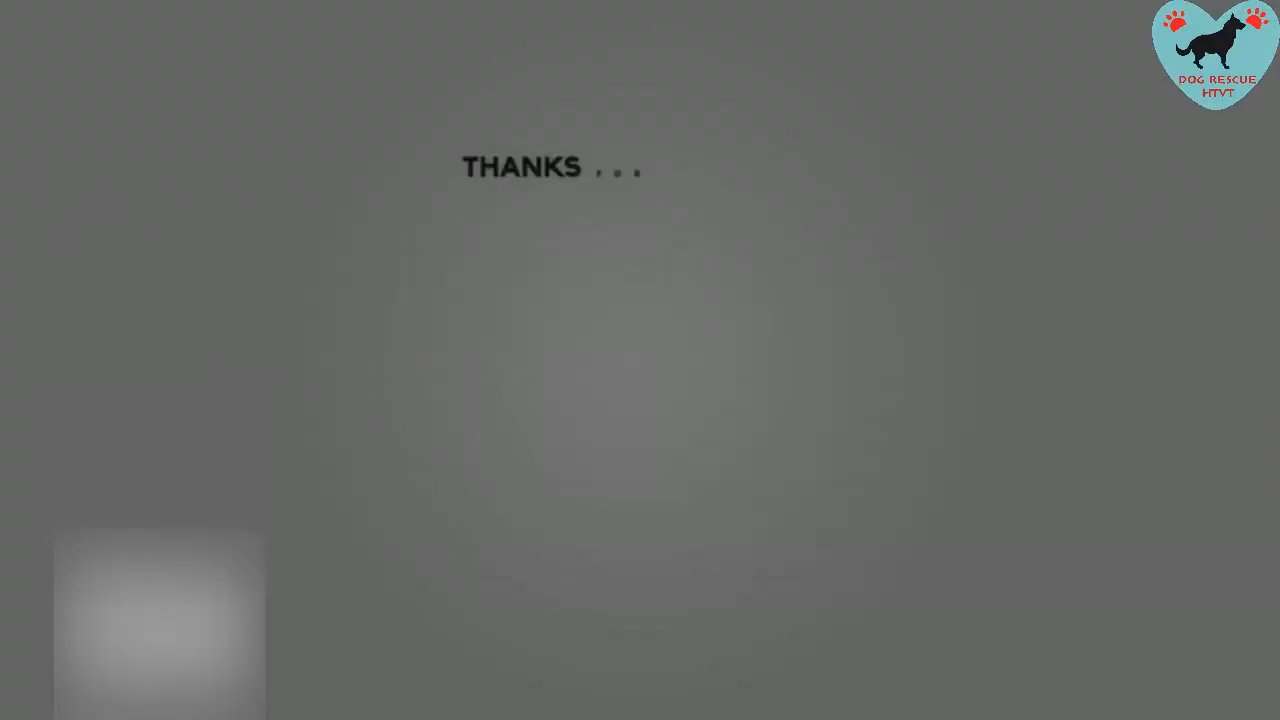 DOG RESCUE
HTVT
THANKS . . .